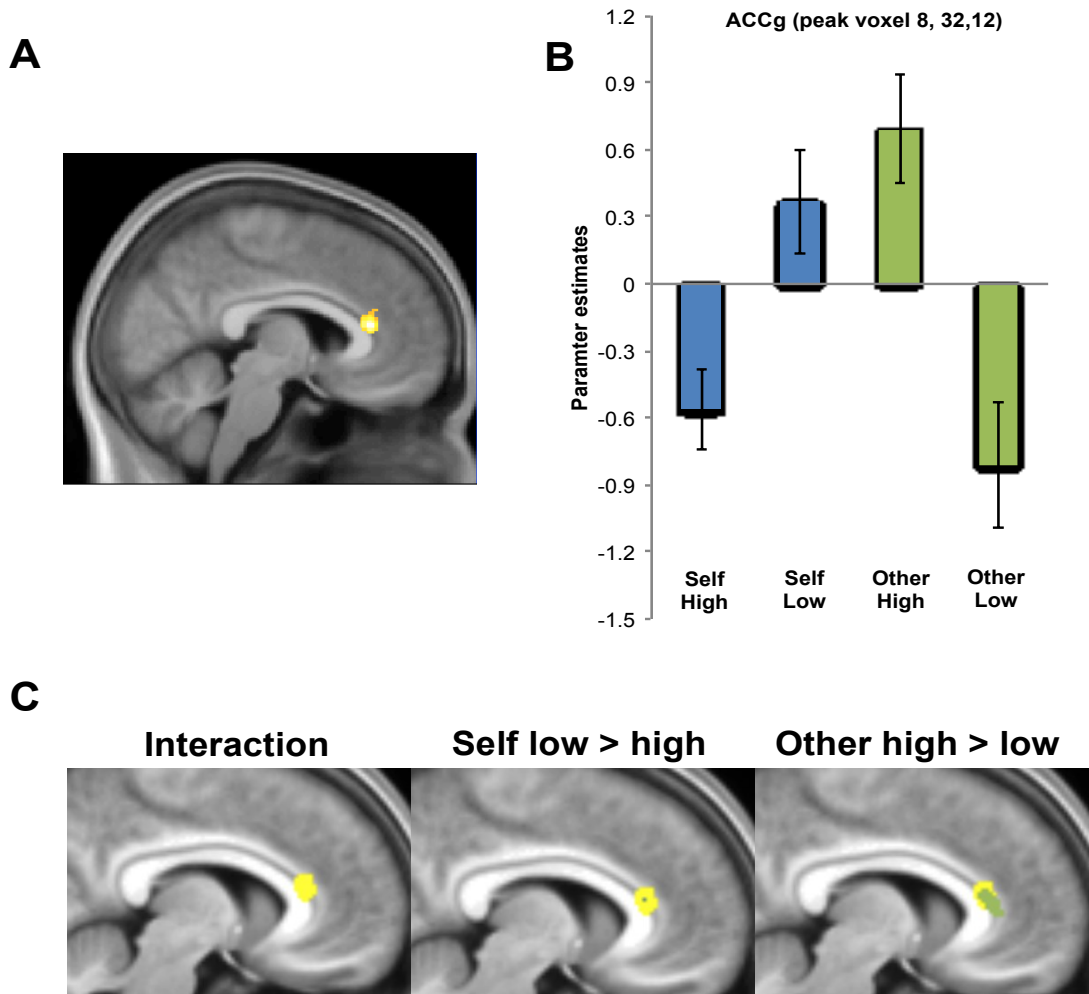 A
B
ACCg (peak voxel 8, 32,12)
Paramter estimates
1.2
0.9
0.6
0.3
0
-0.3
-0.6
-0.9
-1.2
-1.5
Self High
Self Low
Other High
Other Low
C
Interaction
Self low > high
Other high > low